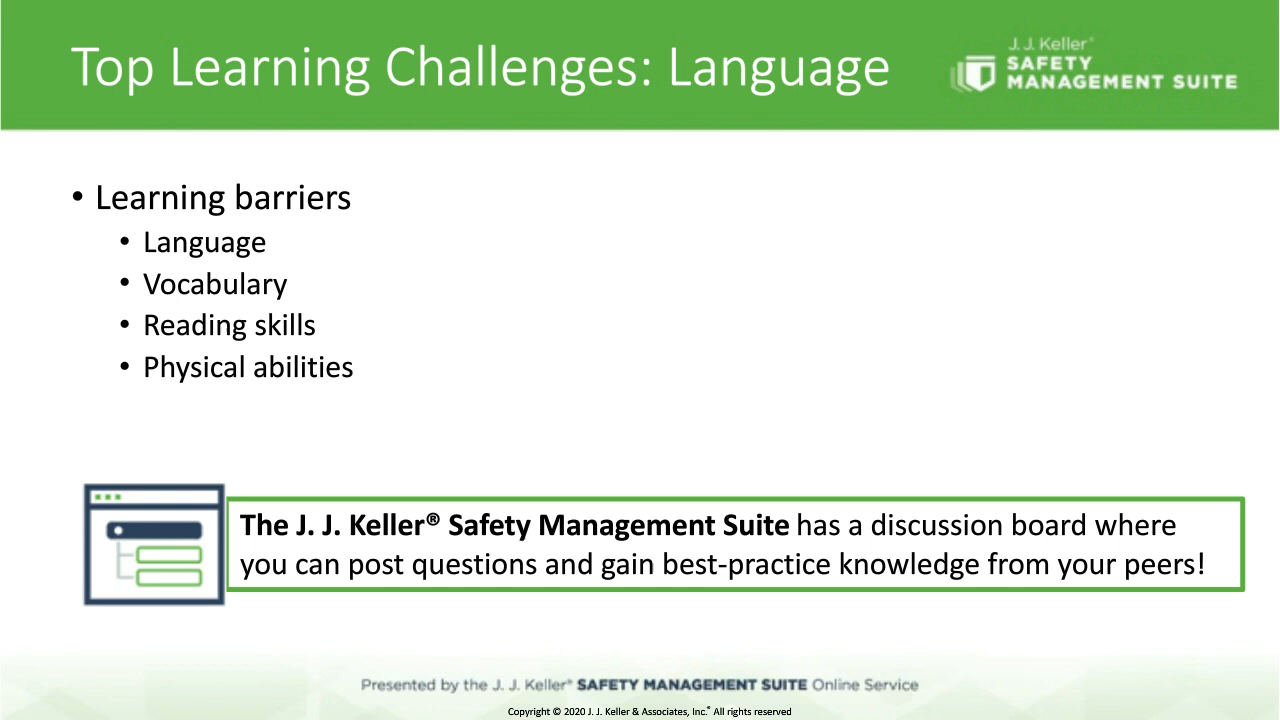 Top Learning Challenges: Language
J. J. Keller®
SAFETY
MANAGEMENT SUITE
• Learning barriers
• Language
• Vocabulary
• Reading skills
• Physical abilities
The J. J. Keller® Safety Management Suite has a discussion board where
you can post questions and gain best-practice knowledge from your peers!
Presented by the J. J. Keller® SAFETY MANAGEMENT SUITE Online Service
Copyright © 2020 J. J. Keller & Associates, Inc.® All rights reserved